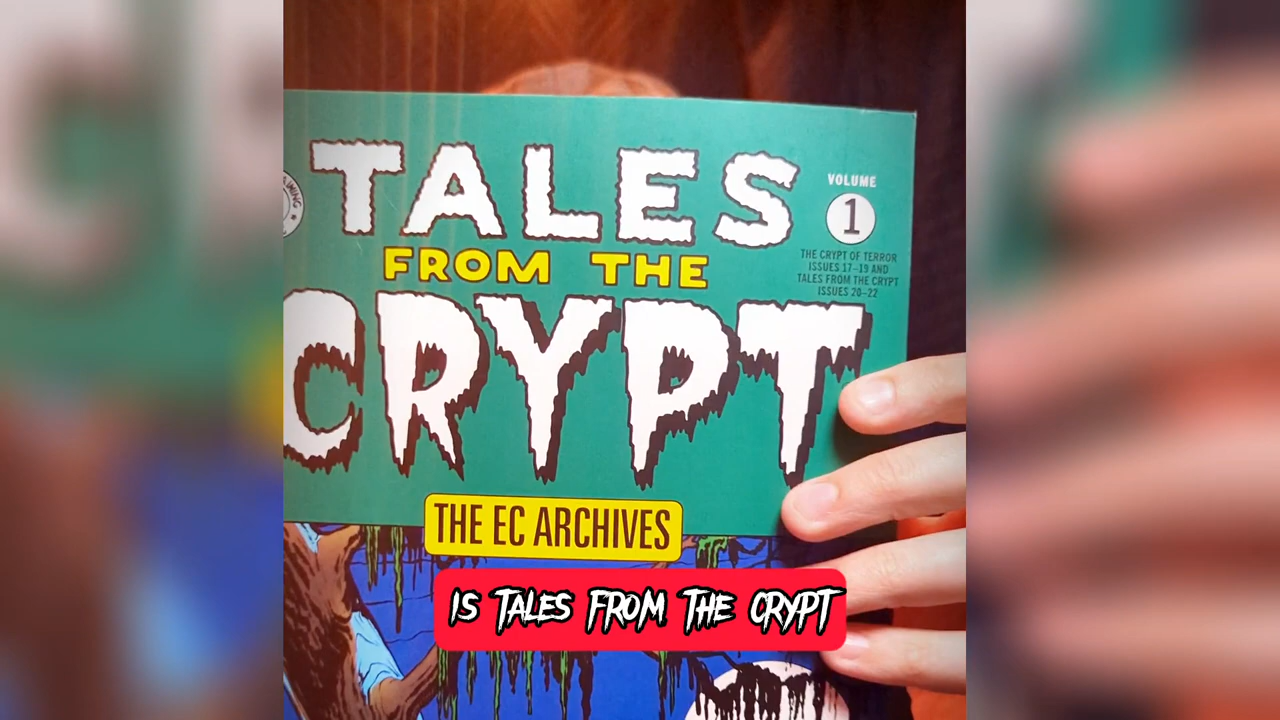 TALES
FROM THE
CRYPT
VOLUME
1
THE CRYPT OF TERROR
ISSUES 17-19 AND
TALES FROM THE CRYPT
ISSUES 20-22
THE EC ARCHIVES
IS TALES FROM THE CRYPT